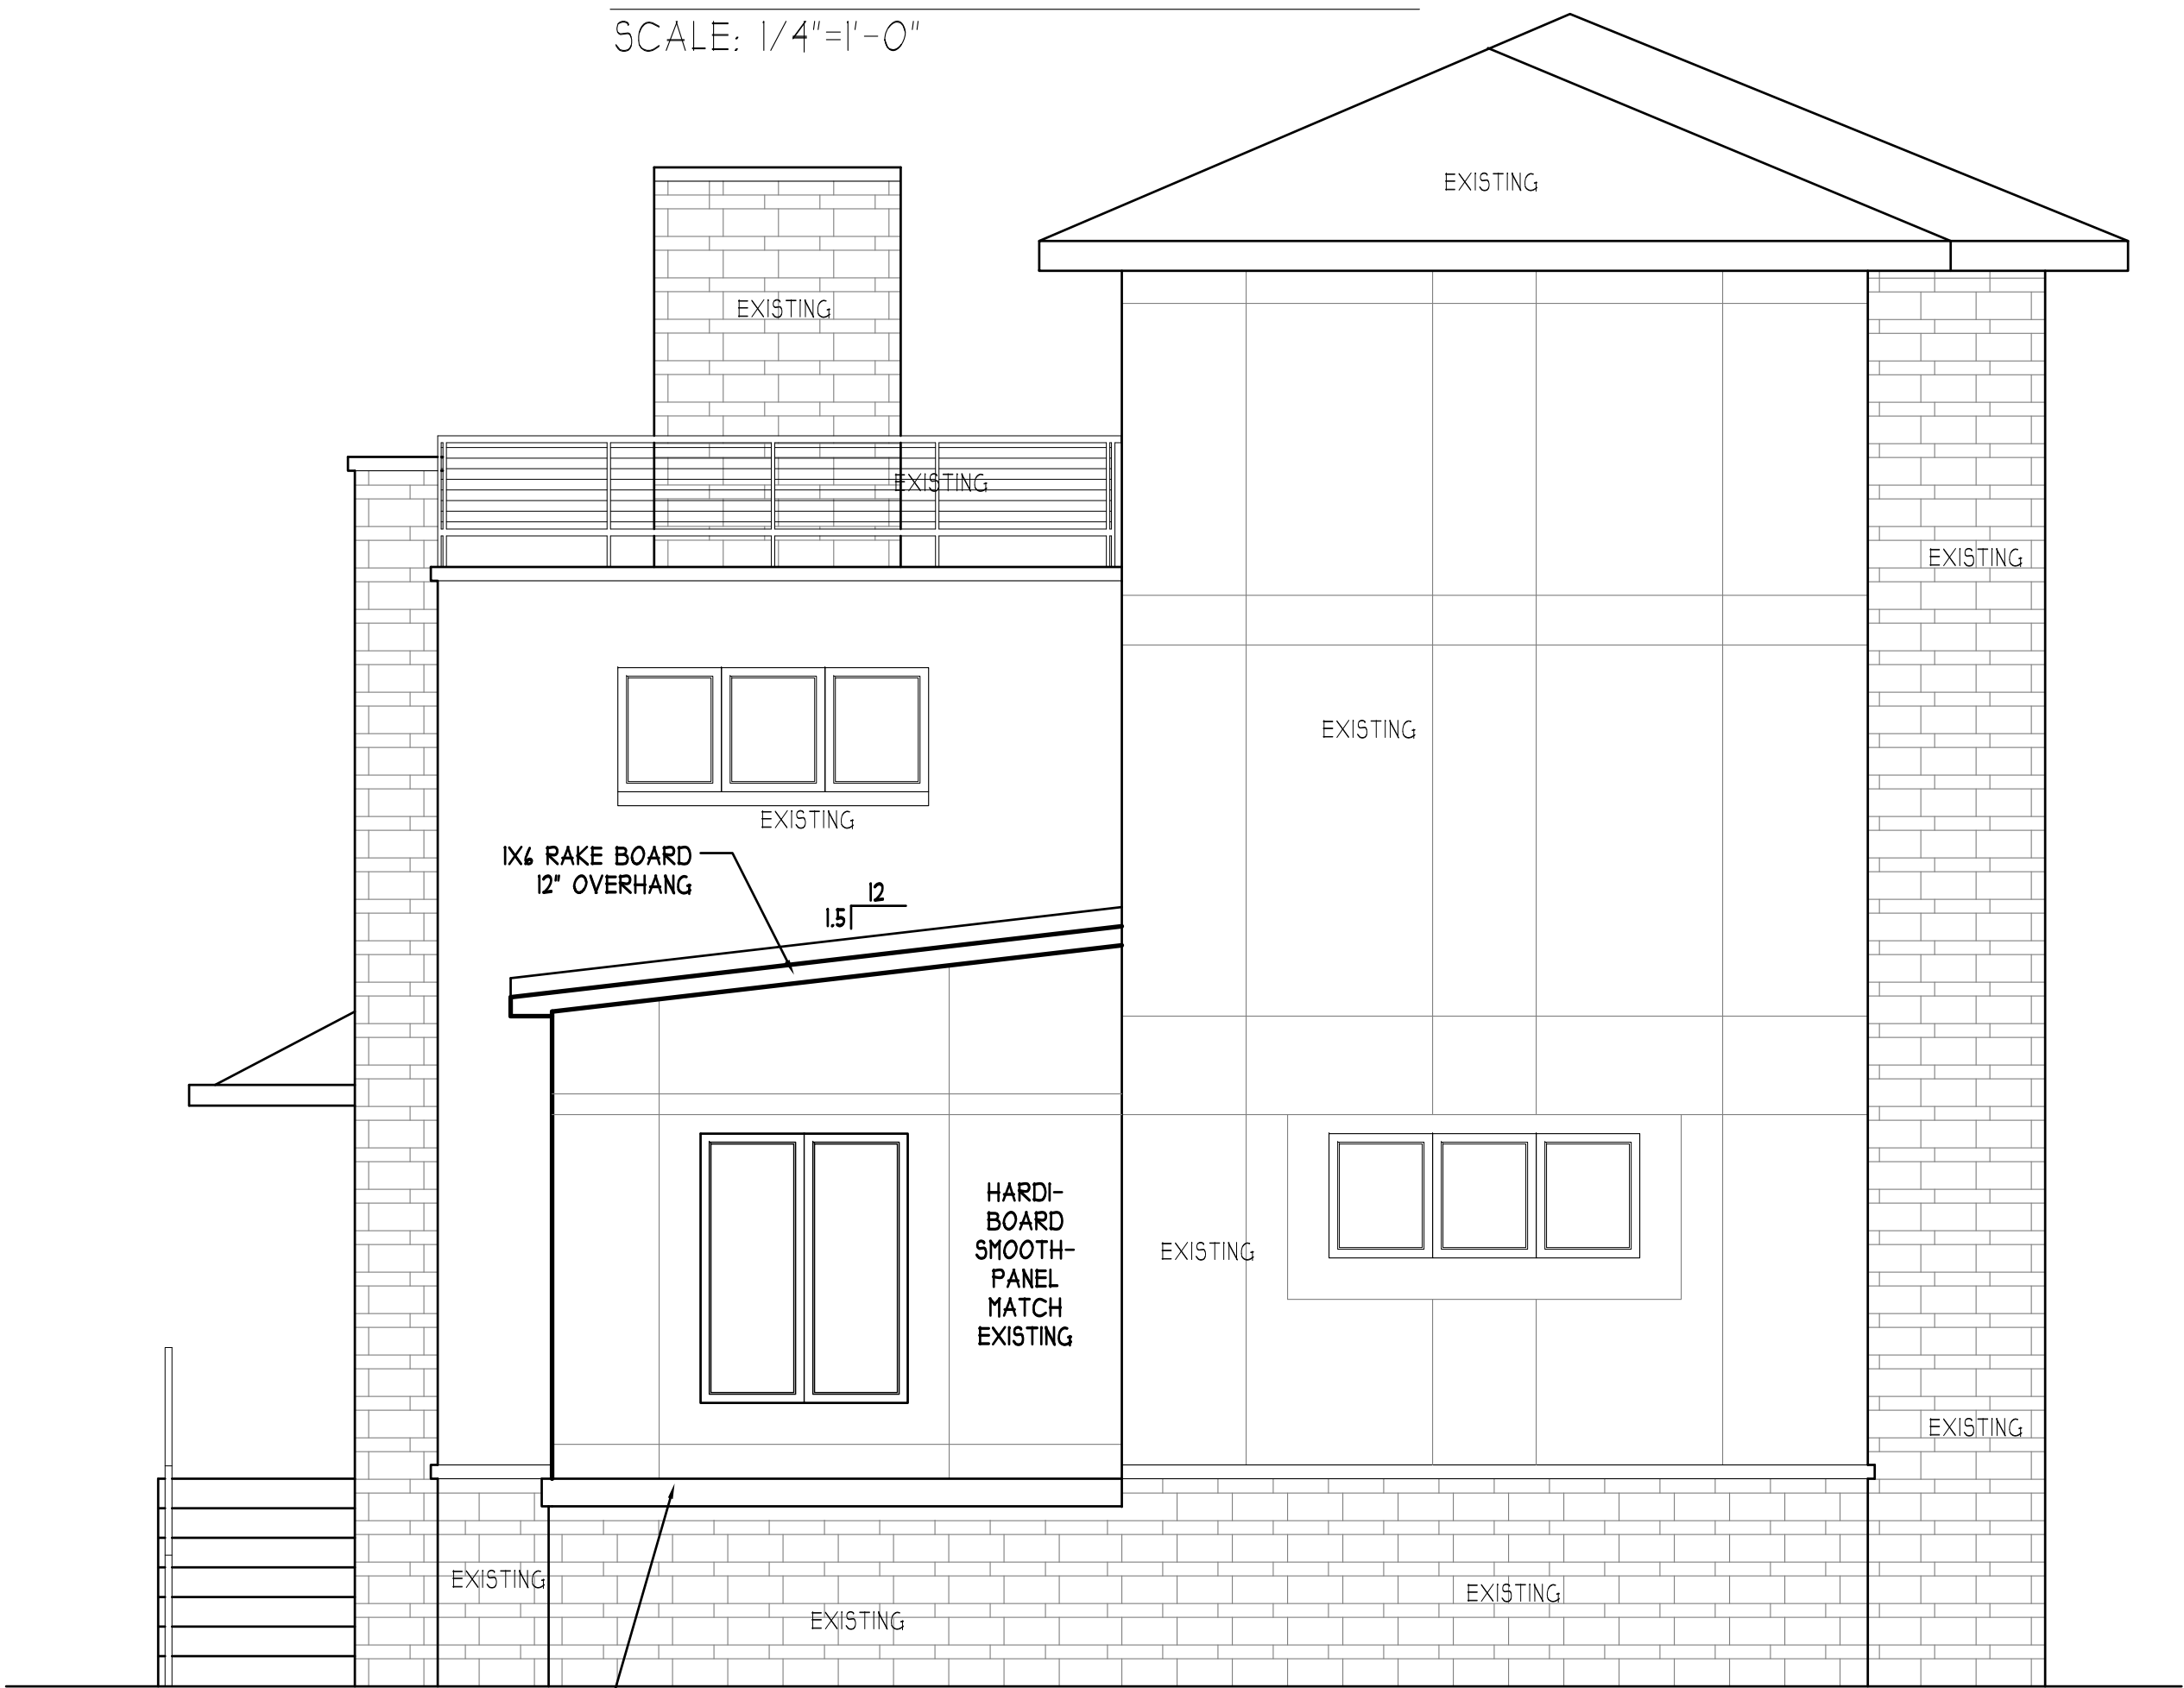 SCALE: 1/4"=1'-0"
EXISTING
EXISTING
EXISTING
EXISTING
EXISTING
EXISTING
1X6 RAKE BOARD
12" OVERHANG
12
1.5
HARDI-
BOARD
SMOOTH-
PANEL
MATCH
EXISTING
EXISTING
EXISTING
EXISTING
EXISTING
EXISTING